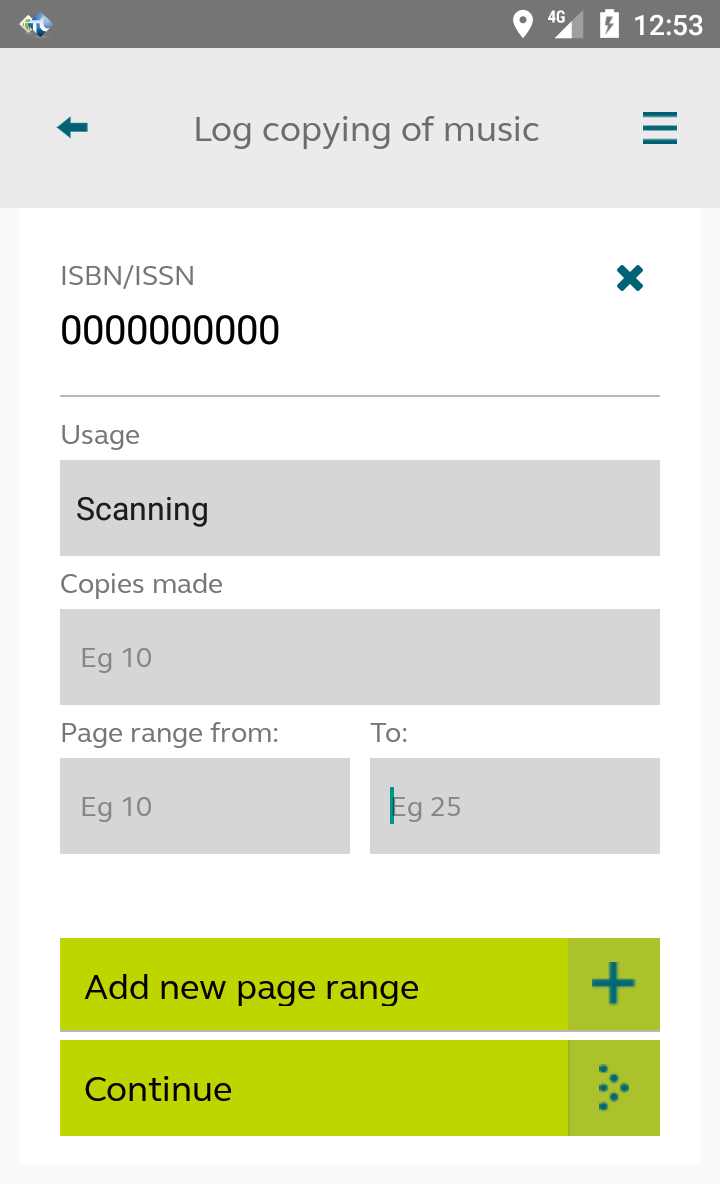 4G 12:53
Log copying of music
ISBN/ISSN
0000000000
Usage
Scanning
Copies made
Eg 10
Page range from: To:
Eg 10 Eg 25
Add new page range
Continue